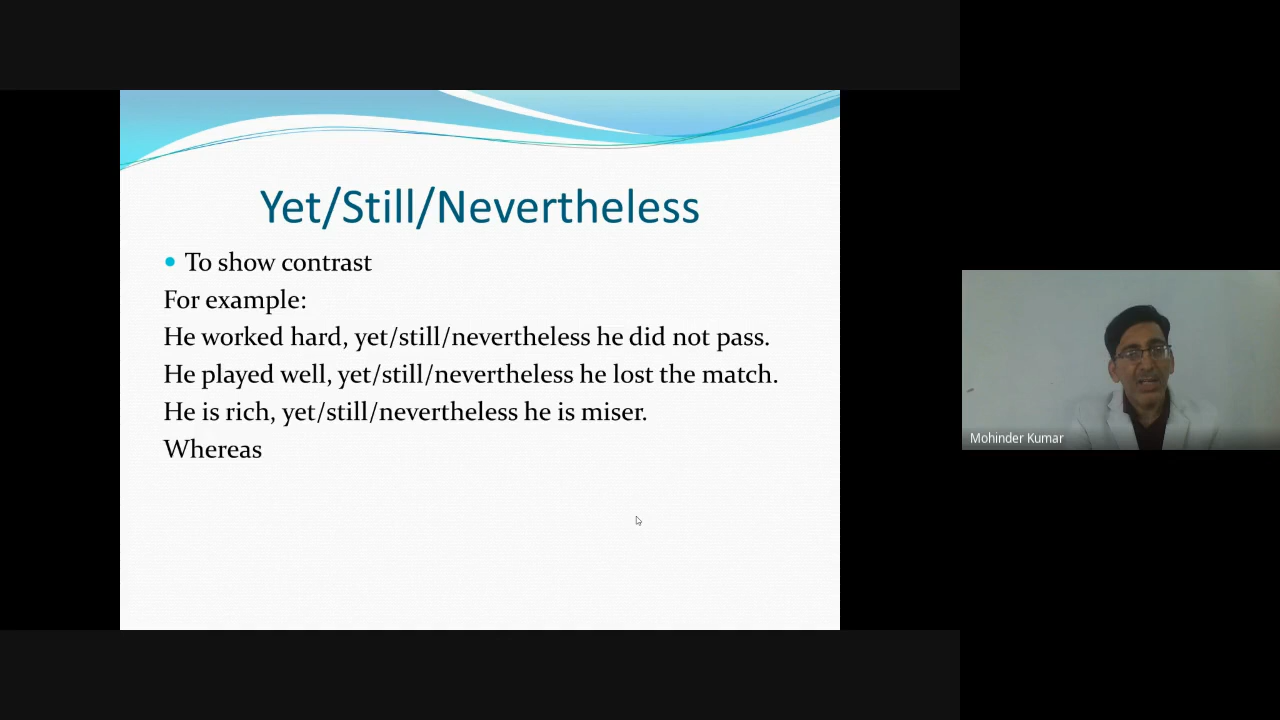 Yet/Still/Nevertheless
• To show contrast
For example:
He worked hard, yet/still/nevertheless he did not pass.
He played well, yet/still/nevertheless he lost the match.
He is rich, yet/still/nevertheless he is miser.
Whereas
Mohinder Kumar